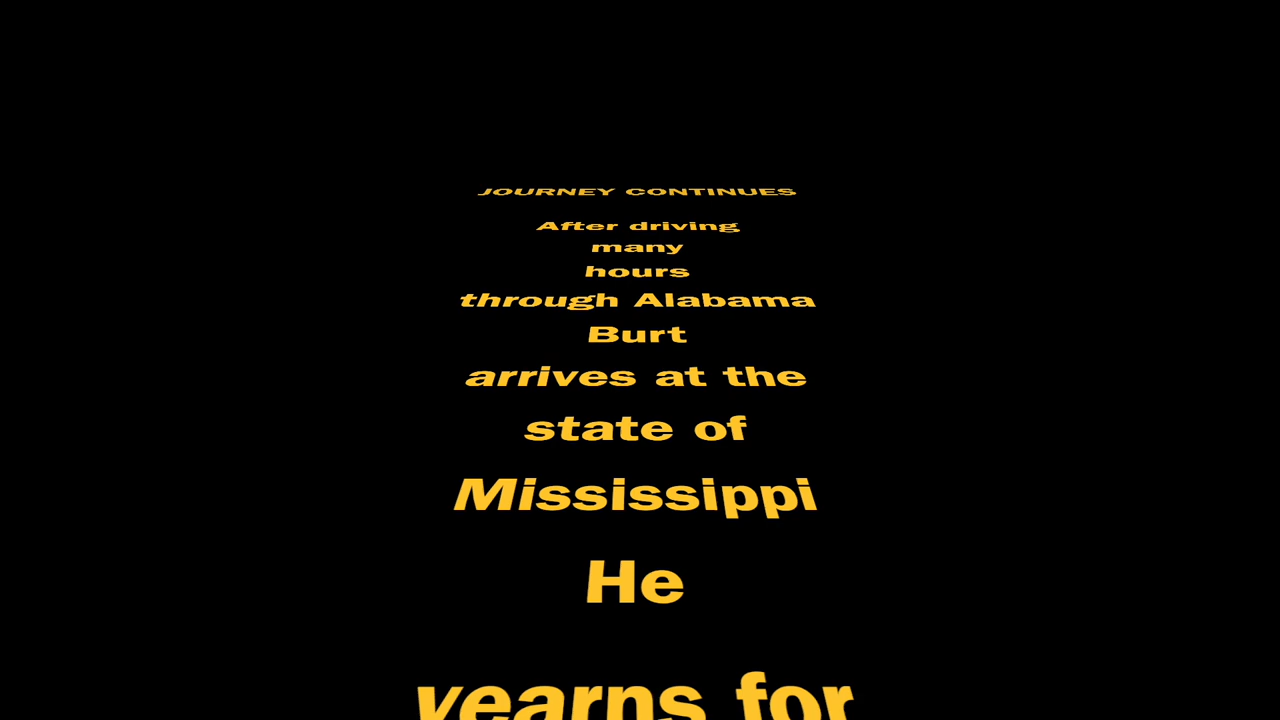 JOURNEY CONTINUES
After driving
many
hours
through Alabama
Burt
arrives at the
state of
Mississippi
He
yearns for